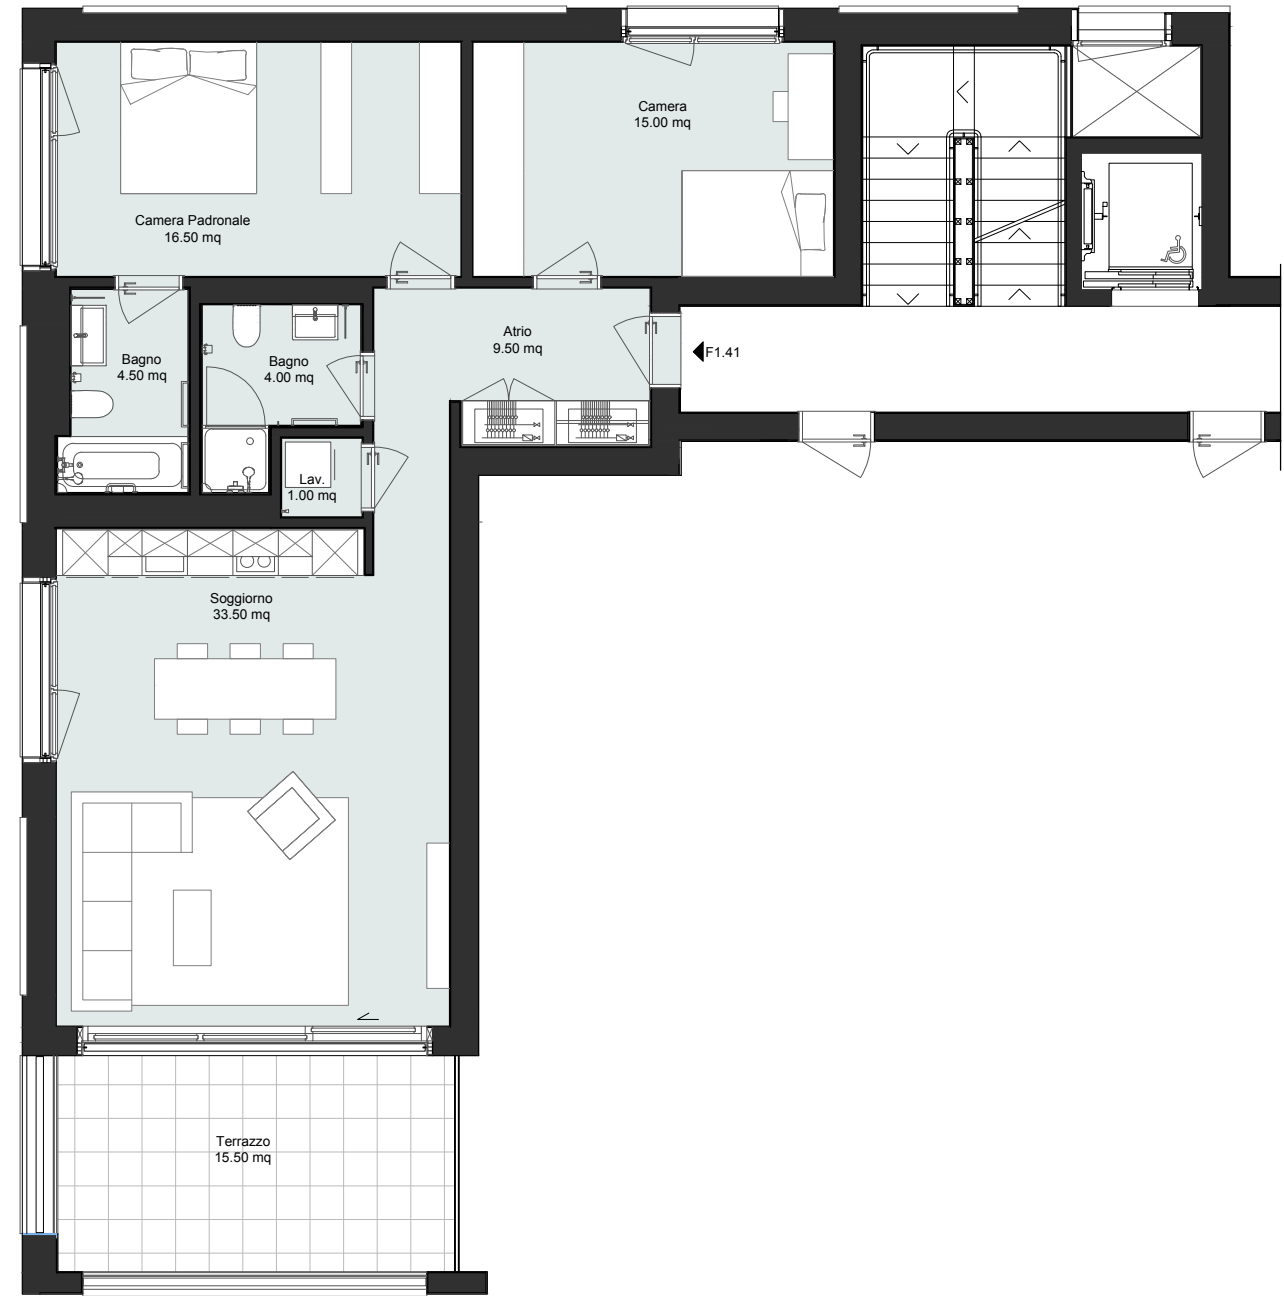 Camera
15.00 mq
Camera Padronale
16.50 mq
Atrio
9.50 mq
F1.41
Bagno
4.50 mq
Bagno
4.00 mq
Lav.
1.00 mq
Soggiorno
33.50 mq
Terrazzo
15.50 mq